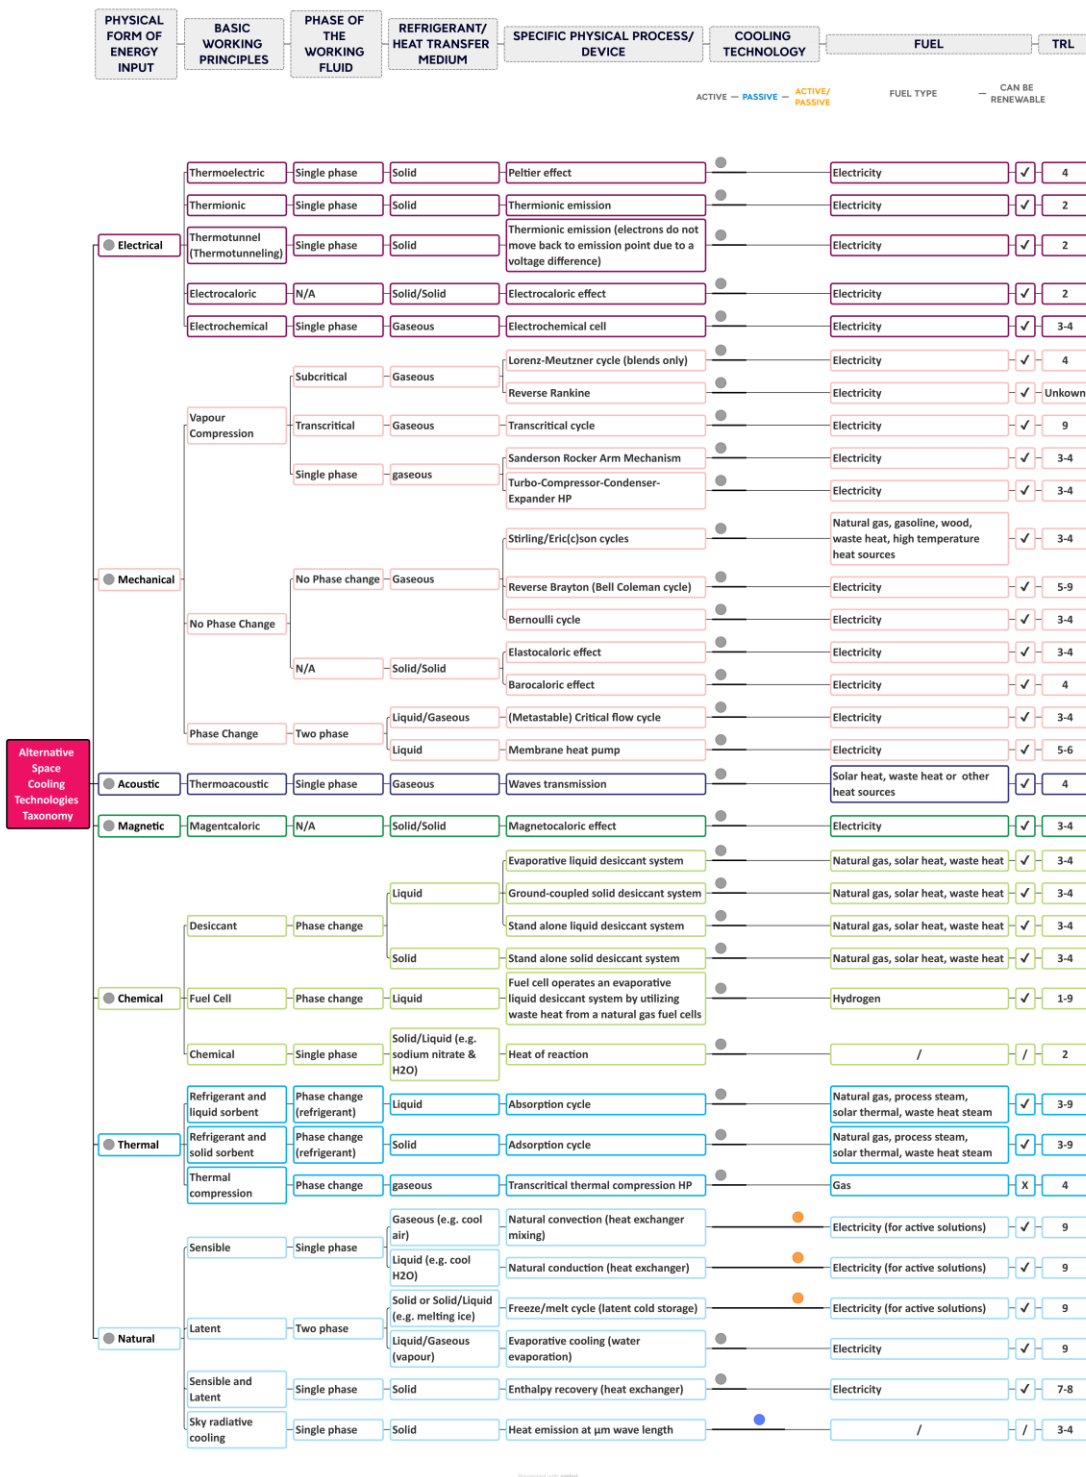 PHYSICAL
FORM OF
ENERGY
INPUT
BASIC
WORKING
PRINCIPLES
PHASE OF
THE
WORKING
FLUID
REFRIGERANT/
HEAT TRANSFER
MEDIUM
SPECIFIC PHYSICAL PROCESS/
DEVICE
COOLING
TECHNOLOGY
FUEL
TRL
ACTIVE — PASSIVE — ACTIVE/
PASSIVE
FUEL TYPE
— CAN BE
RENEWABLE
Alternative
Space
Cooling
Technologies
Taxonomy
Electrical
Thermoelectric Single phase Solid Peltier effect Electricity ✓ 4
Thermionic Single phase Solid Thermionic emission Electricity ✓ 2
Thermotunnel
(Thermotunneling)
Single phase Solid
Thermionic emission (electrons do not
move back to emission point due to a
voltage difference)
Electricity ✓ 2
Electrocaloric N/A Solid/Solid Electrocaloric effect Electricity ✓ 2
Electrochemical Single phase Gaseous Electrochemical cell Electricity ✓ 3-4
Mechanical
Vapour
Compression
Subcritical Gaseous
Lorenz-Meutzner cycle (blends only) Electricity ✓ 4
Reverse Rankine Electricity ✓ Unkown
Transcritical Gaseous Transcritical cycle Electricity ✓ 9
Single phase gaseous
Sanderson Rocker Arm Mechanism Electricity ✓ 3-4
Turbo-Compressor-Condenser-
Expander HP
Electricity ✓ 3-4
No Phase Change
No Phase change Gaseous
Stirling/Eric(c)son cycles
Natural gas, gasoline, wood,
waste heat, high temperature
heat sources
✓ 3-4
Reverse Brayton (Bell Coleman cycle) Electricity ✓ 5-9
Bernoulli cycle Electricity ✓ 3-4
N/A Solid/Solid
Elastocaloric effect Electricity ✓ 3-4
Barocaloric effect Electricity ✓ 4
Phase Change Two phase
Liquid/Gaseous (Metastable) Critical flow cycle Electricity ✓ 3-4
Liquid Membrane heat pump Electricity ✓ 5-6
Acoustic Thermoacoustic Single phase Gaseous Waves transmission
Solar heat, waste heat or other
heat sources
✓ 4
Magnetic Magentcaloric N/A Solid/Solid Magnetocaloric effect Electricity ✓ 3-4
Chemical
Desiccant Phase change
Liquid
Evaporative liquid desiccant system Natural gas, solar heat, waste heat ✓ 3-4
Ground-coupled solid desiccant system Natural gas, solar heat, waste heat ✓ 3-4
Stand alone liquid desiccant system Natural gas, solar heat, waste heat ✓ 3-4
Solid Stand alone solid desiccant system Natural gas, solar heat, waste heat ✓ 3-4
Fuel Cell Phase change Liquid
Fuel cell operates an evaporative
liquid desiccant system by utilizing
waste heat from a natural gas fuel cells
Hydrogen ✓ 1-9
Chemical Single phase
Solid/Liquid (e.g.
sodium nitrate &
H2O)
Heat of reaction / / 2
Thermal
Refrigerant and
liquid sorbent
Phase change
(refrigerant)
Liquid Absorption cycle
Natural gas, process steam,
solar thermal, waste heat steam
✓ 3-9
Refrigerant and
solid sorbent
Phase change
(refrigerant)
Solid Adsorption cycle
Natural gas, process steam,
solar thermal, waste heat steam
✓ 3-9
Thermal
compression
Phase change gaseous Transcritical thermal compression HP Gas X 4
Natural
Sensible Single phase
Gaseous (e.g. cool
air)
Natural convection (heat exchanger
mixing)
Electricity (for active solutions) ✓ 9
Liquid (e.g. cool
H2O)
Natural conduction (heat exchanger) Electricity (for active solutions) ✓ 9
Latent Two phase
Solid or Solid/Liquid
(e.g. melting ice)
Freeze/melt cycle (latent cold storage) Electricity (for active solutions) ✓ 9
Liquid/Gaseous
(vapour)
Evaporative cooling (water
evaporation)
Electricity ✓ 9
Sensible and
Latent
Single phase Solid Enthalpy recovery (heat exchanger) Electricity ✓ 7-8
Sky radiative
cooling
Single phase Solid Heat emission at µm wave length / / 3-4